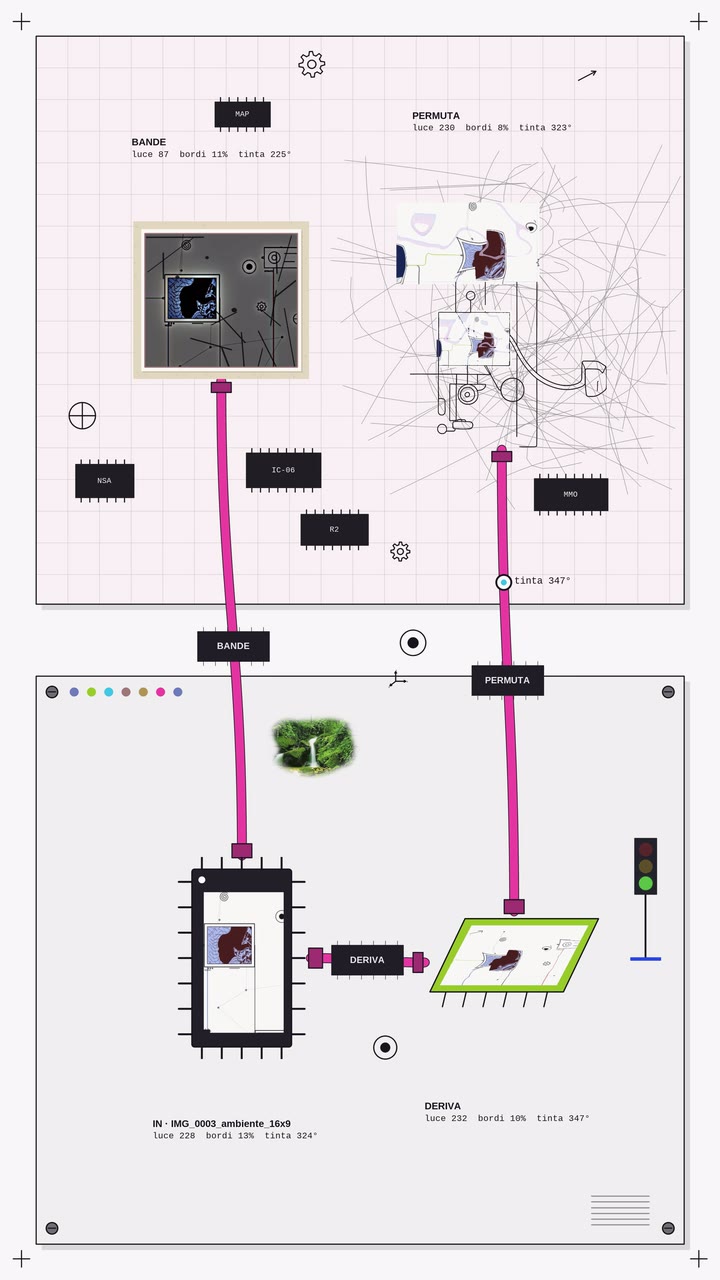 MAP
PERMUTA
luce 230  bordi 8%  tinta 323°
BANDE
luce 87  bordi 11%  tinta 225°
IC-06
NSA
MMO
R2
tinta 347°
BANDE
PERMUTA
DERIVA
DERIVA
luce 232  bordi 10%  tinta 347°
IN · IMG_0003_ambiente_16x9
luce 228  bordi 13%  tinta 324°